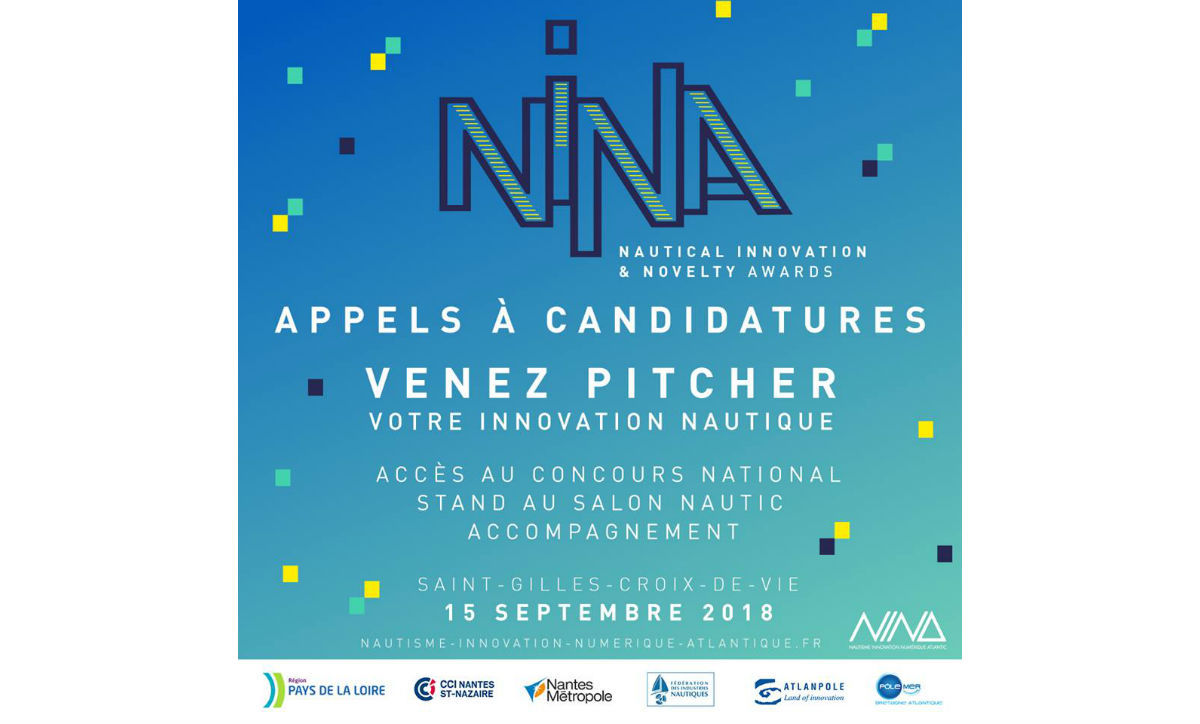 NINA
NAUTICAL INNOVATION
& NOVELTY AWARDS
APPELS À CANDIDATURES
VENEZ PITCHER
VOTRE INNOVATION NAUTIQUE
ACCÈS AU CONCOURS NATIONAL
STAND AU SALON NAUTIC
ACCOMPAGNEMENT
SAINT-GILLES-CROIX-DE-VIE
15 SEPTEMBRE 2018
NAUTISME-INNOVATION-NUMERIQUE-ATLANTIQUE.FR
NINA
NAUTISME INNOVATION NUMÉRIQUE ATLANTIC
Région
PAYS DE LA LOIRE
CCI NANTES
ST-NAZAIRE
Nantes
Métropole
FÉDÉRATION
DES INDUSTRIES
NAUTIQUES
ATLANPOLE
Land of innovation
POLE MER
BRETAGNE ATLANTIQUE